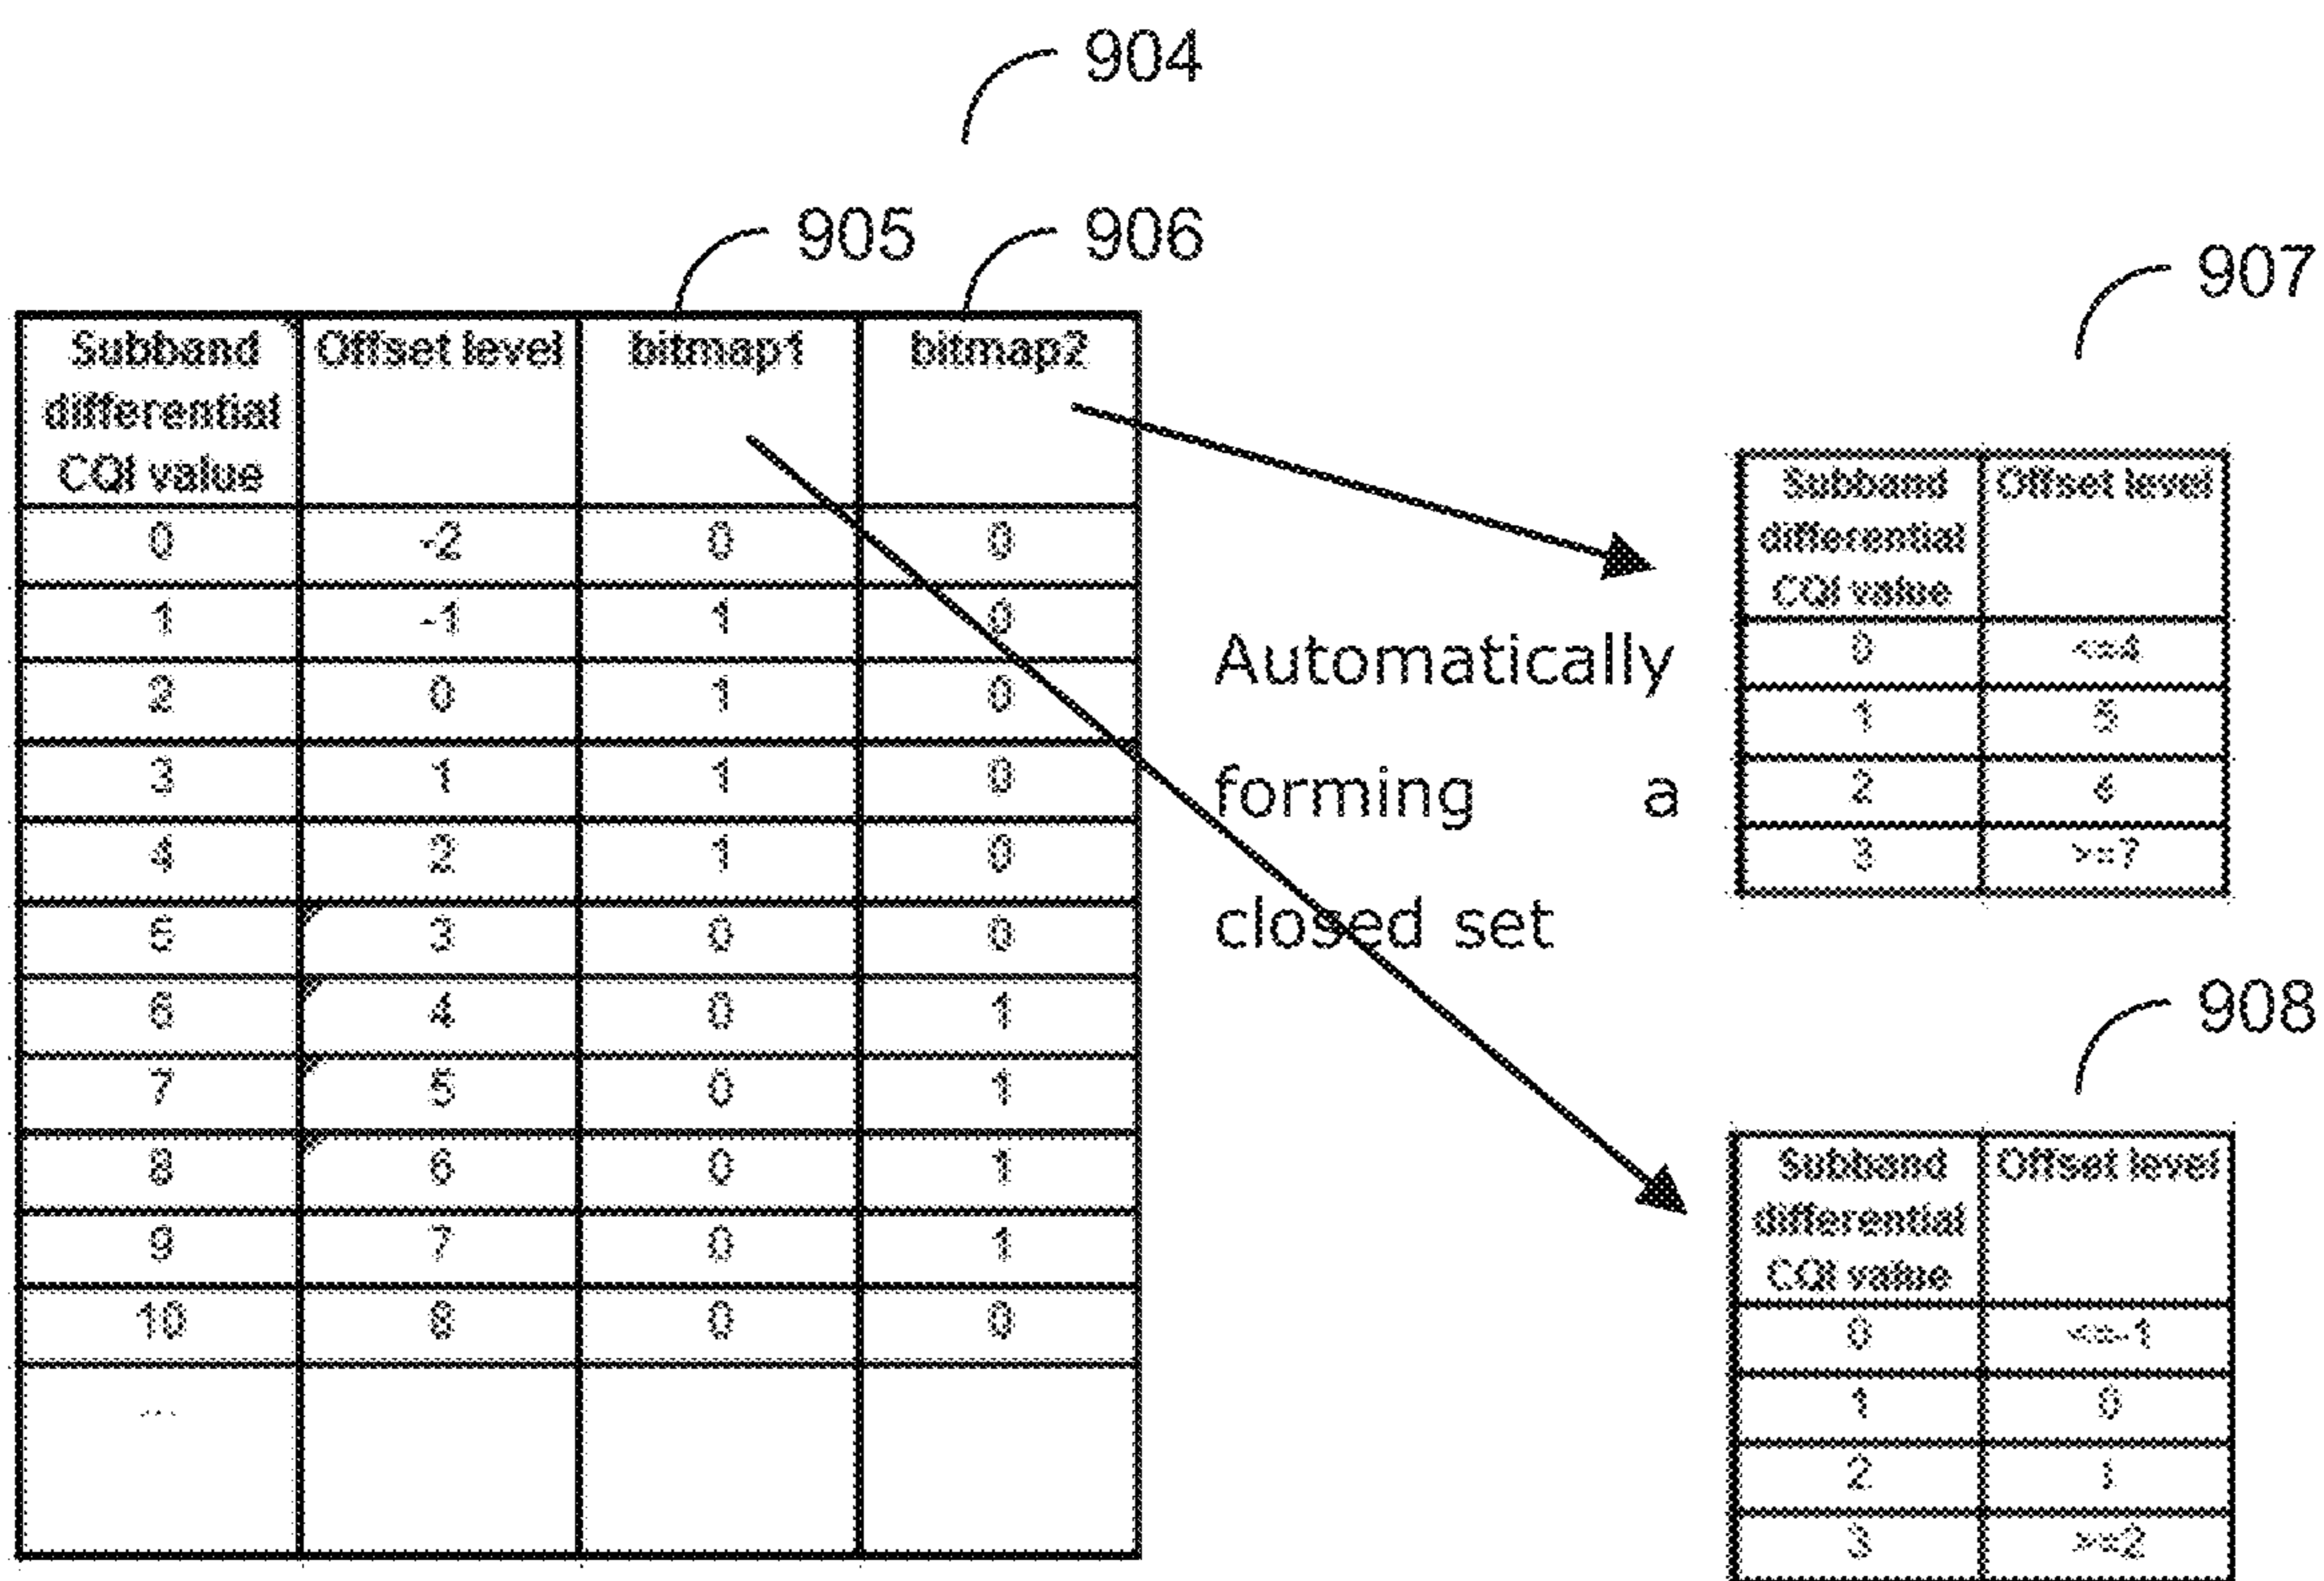 904
905 906
Subband differential CQI value Offset level bitmap1 bitmap2
0 -2 0 0
1 -1 1 0
2 0 1 0
3 1 1 0
4 2 1 0
5 3 0 0
6 4 0 1
7 5 0 1
8 6 0 1
9 7 0 1
10 8 0 0
...
Automatically
forming a
closed set
907
Subband differential CQI value Offset level
0 <=4
1 5
2 6
3 >=7
908
Subband differential CQI value Offset level
0 <=-1
1 0
2 1
3 >=2